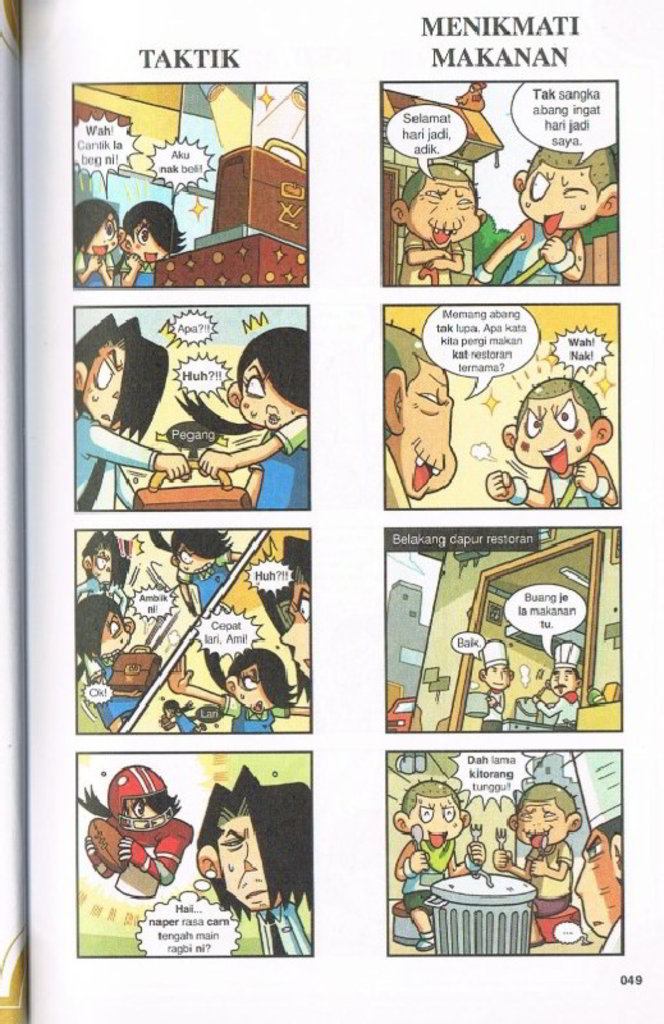 TAKTIK
Wah!
Cantik la
beg ni!
Aku
nak beli!
Apa?!!
Huh?!!
Pegang
Ambik
ni!
Ok!
Huh?!!
Cepat
lari, Ami!
Lari
Haii...
naper rasa cam
tengah main
ragbi ni?
MENIKMATI
MAKANAN
Selamat
hari jadi,
adik.
Tak sangka
abang ingat
hari jadi
saya.
Memang abang
tak lupa. Apa kata
kita pergi makan
kat restoran
ternama?
Wah!
Nak!
Belakang dapur restoran
Buang je
la makanan
tu.
Baik.
Dah lama
kitorang
tunggu!!
049